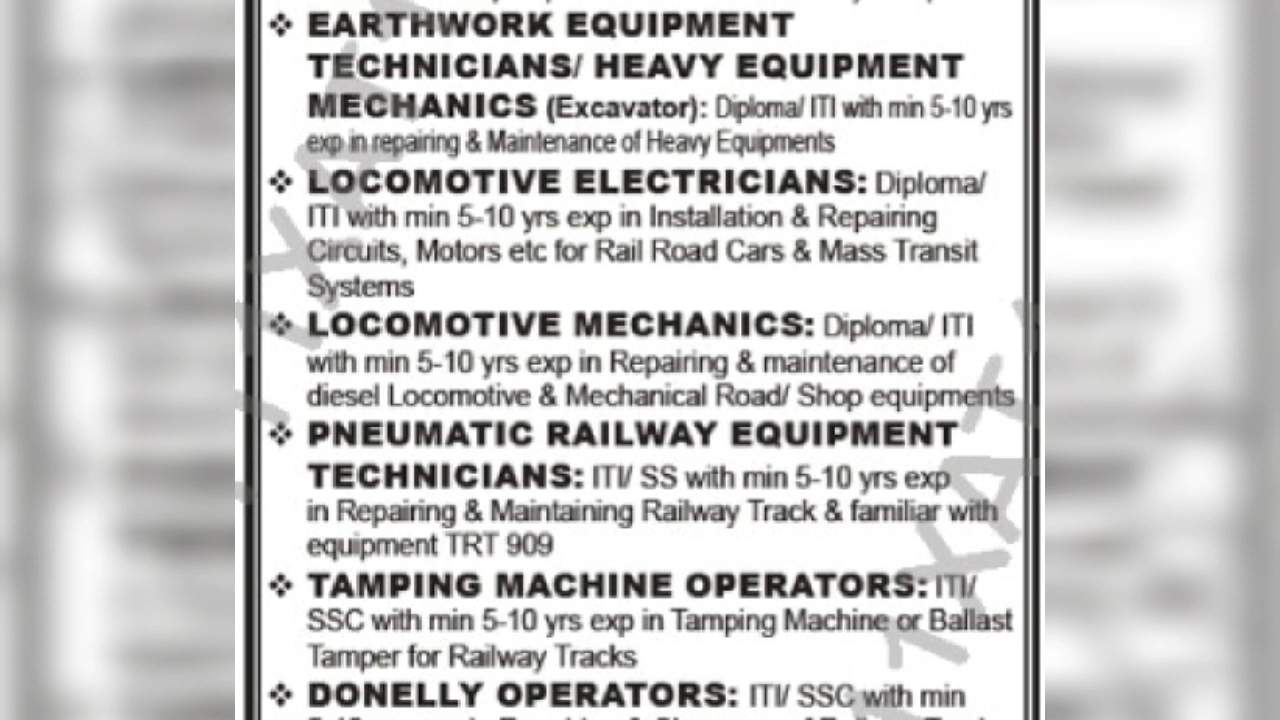 ❖ EARTHWORK EQUIPMENT
TECHNICIANS/ HEAVY EQUIPMENT
MECHANICS (Excavator): Diploma/ ITI with min 5-10 yrs
exp in repairing & Maintenance of Heavy Equipments
❖ LOCOMOTIVE ELECTRICIANS: Diploma/
ITI with min 5-10 yrs exp in Installation & Repairing
Circuits, Motors etc for Rail Road Cars & Mass Transit
Systems
❖ LOCOMOTIVE MECHANICS: Diploma/ ITI
with min 5-10 yrs exp in Repairing & maintenance of
diesel Locomotive & Mechanical Road/ Shop equipments
❖ PNEUMATIC RAILWAY EQUIPMENT
TECHNICIANS: ITI/ SS with min 5-10 yrs exp
in Repairing & Maintaining Railway Track & familiar with
equipment TRT 909
❖ TAMPING MACHINE OPERATORS: ITI/
SSC with min 5-10 yrs exp in Tamping Machine or Ballast
Tamper for Railway Tracks
❖ DONELLY OPERATORS: ITI/ SSC with min